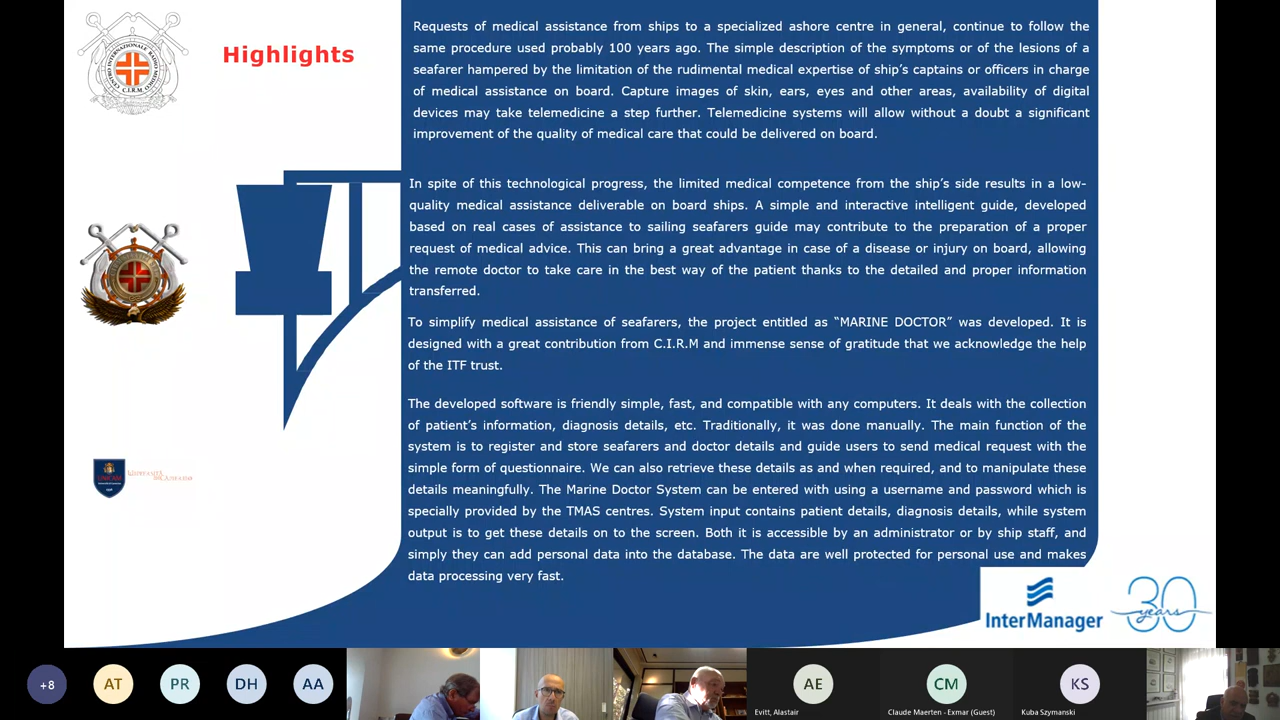 Highlights
Requests of medical assistance from ships to a specialized ashore centre in general, continue to follow the
same procedure used probably 100 years ago. The simple description of the symptoms or of the lesions of a
seafarer hampered by the limitation of the rudimental medical expertise of ship's captains or officers in charge
of medical assistance on board. Capture images of skin, ears, eyes and other areas, availability of digital
devices may take telemedicine a step further. Telemedicine systems will allow without a doubt a significant
improvement of the quality of medical care that could be delivered on board.
In spite of this technological progress, the limited medical competence from the ship's side results in a low-
quality medical assistance deliverable on board ships. A simple and interactive intelligent guide, developed
based on real cases of assistance to sailing seafarers guide may contribute to the preparation of a proper
request of medical advice. This can bring a great advantage in case of a disease or injury on board, allowing
the remote doctor to take care in the best way of the patient thanks to the detailed and proper information
transferred.
To simplify medical assistance of seafarers, the project entitled as “MARINE DOCTOR” was developed. It is
designed with a great contribution from C.I.R.M and immense sense of gratitude that we acknowledge the help
of the ITF trust.
The developed software is friendly simple, fast, and compatible with any computers. It deals with the collection
of patient's information, diagnosis details, etc. Traditionally, it was done manually. The main function of the
system is to register and store seafarers and doctor details and guide users to send medical request with the
simple form of questionnaire. We can also retrieve these details as and when required, and to manipulate these
details meaningfully. The Marine Doctor System can be entered with using a username and password which is
specially provided by the TMAS centres. System input contains patient details, diagnosis details, while system
output is to get these details on to the screen. Both it is accessible by an administrator or by ship staff, and
simply they can add personal data into the database. The data are well protected for personal use and makes
data processing very fast.
CENTRO INTERNAZIONALE RADIO MEDICO
C.I.R.M.
UNICAM
InterManager
30
years
+8
AT
PR
DH
AA
AE
CM
KS
Evitt, Alastair
Claude Maerten - Exmar (Guest)
Kuba Szymanski